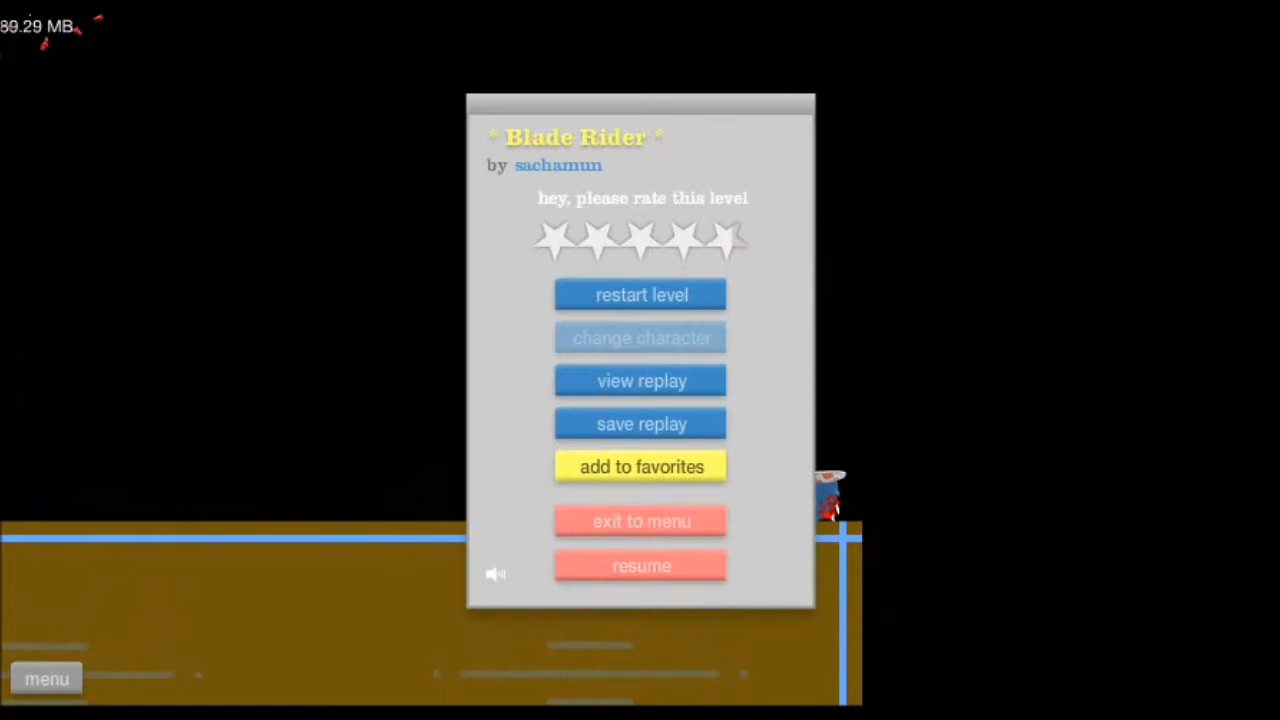 89.29 MB
* Blade Rider *
by sachamun
hey, please rate this level
restart level
change character
view replay
save replay
add to favorites
exit to menu
resume
menu